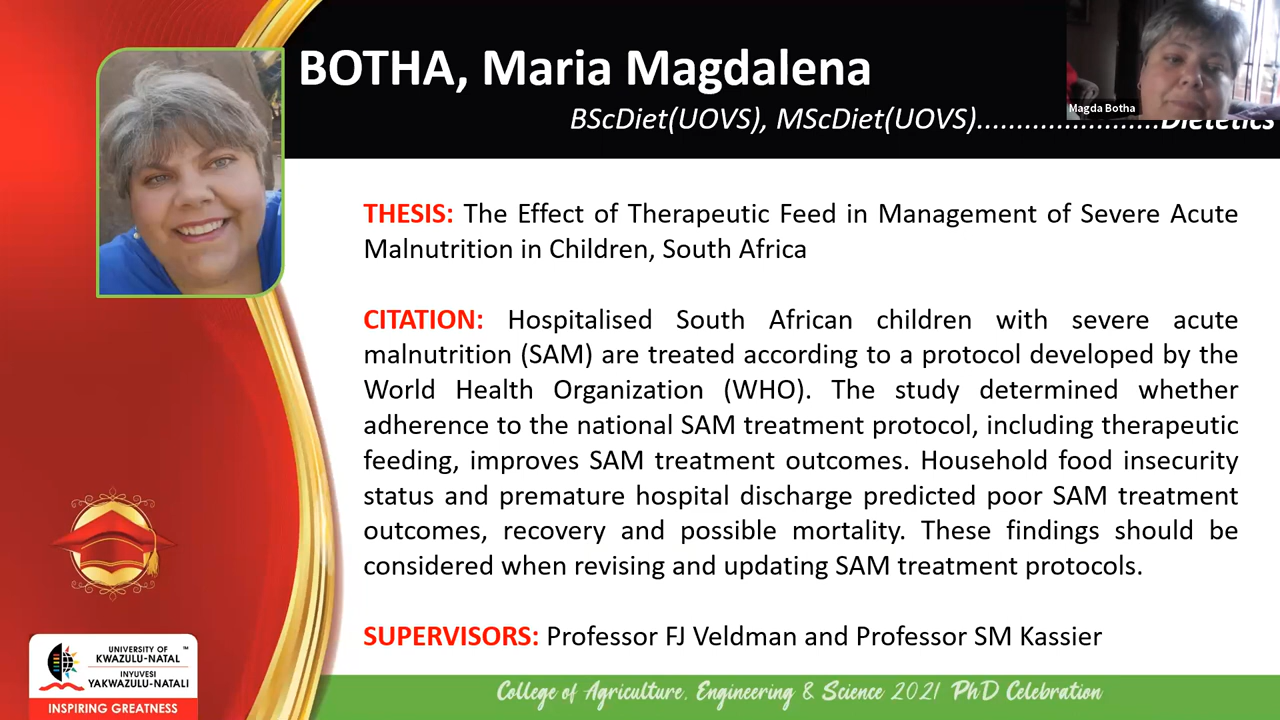 BOTHA, Maria Magdalena
Magda Botha
BScDiet(UOVS), MScDiet(UOVS).......................Dietetics
THESIS: The Effect of Therapeutic Feed in Management of Severe Acute
Malnutrition in Children, South Africa
CITATION: Hospitalised South African children with severe acute
malnutrition (SAM) are treated according to a protocol developed by the
World Health Organization (WHO). The study determined whether
adherence to the national SAM treatment protocol, including therapeutic
feeding, improves SAM treatment outcomes. Household food insecurity
status and premature hospital discharge predicted poor SAM treatment
outcomes, recovery and possible mortality. These findings should be
considered when revising and updating SAM treatment protocols.
SUPERVISORS: Professor FJ Veldman and Professor SM Kassier
UNIVERSITY OF ™
KWAZULU-NATAL
INYUVESI
YAKWAZULU-NATALI
INSPIRING GREATNESS
College of Agriculture, Engineering & Science 2021 PhD Celebration